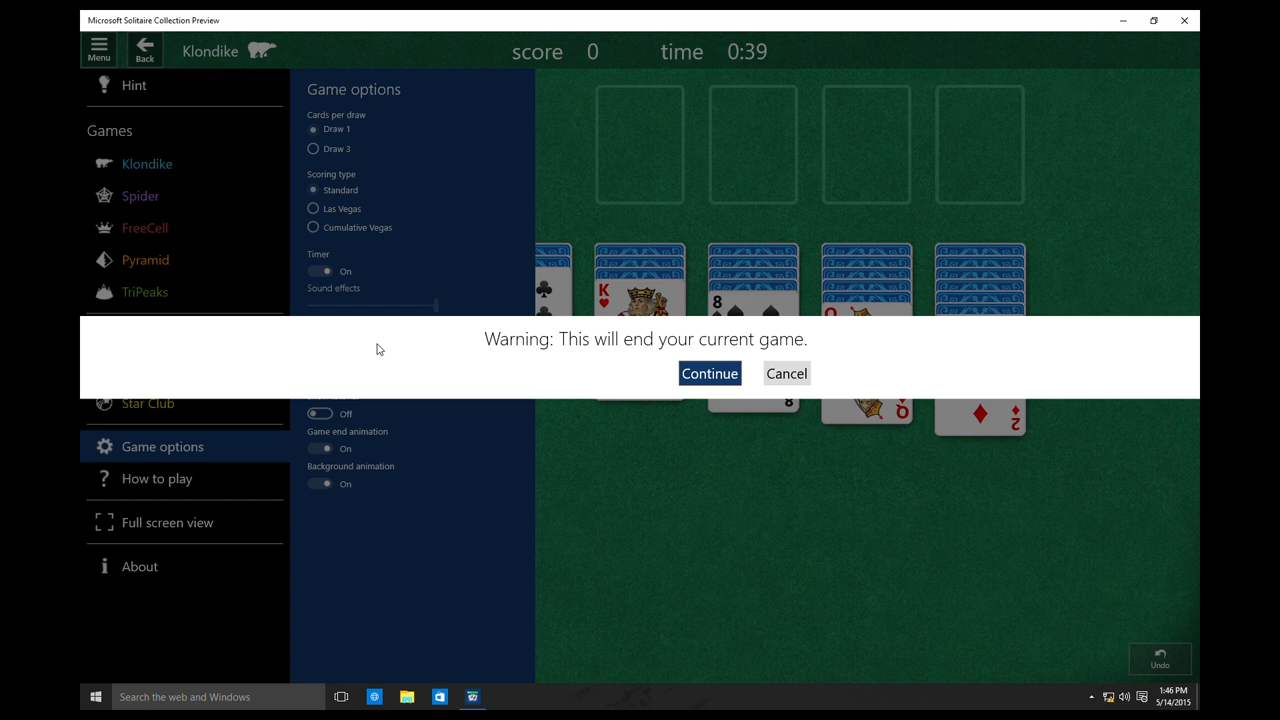 Microsoft Solitaire Collection Preview
Menu
Back
Klondike
score 0
time 0:39
Hint
Games
Klondike
Spider
FreeCell
Pyramid
TriPeaks
Star Club
Game options
How to play
Full screen view
About
Game options
Cards per draw
Draw 1
Draw 3
Scoring type
Standard
Las Vegas
Cumulative Vegas
Timer
On
Sound effects
Warning: This will end your current game.
Continue
Cancel
Off
Game end animation
On
Background animation
On
K
8
8
Q
2
Undo
Search the web and Windows
1:46 PM
5/14/2015